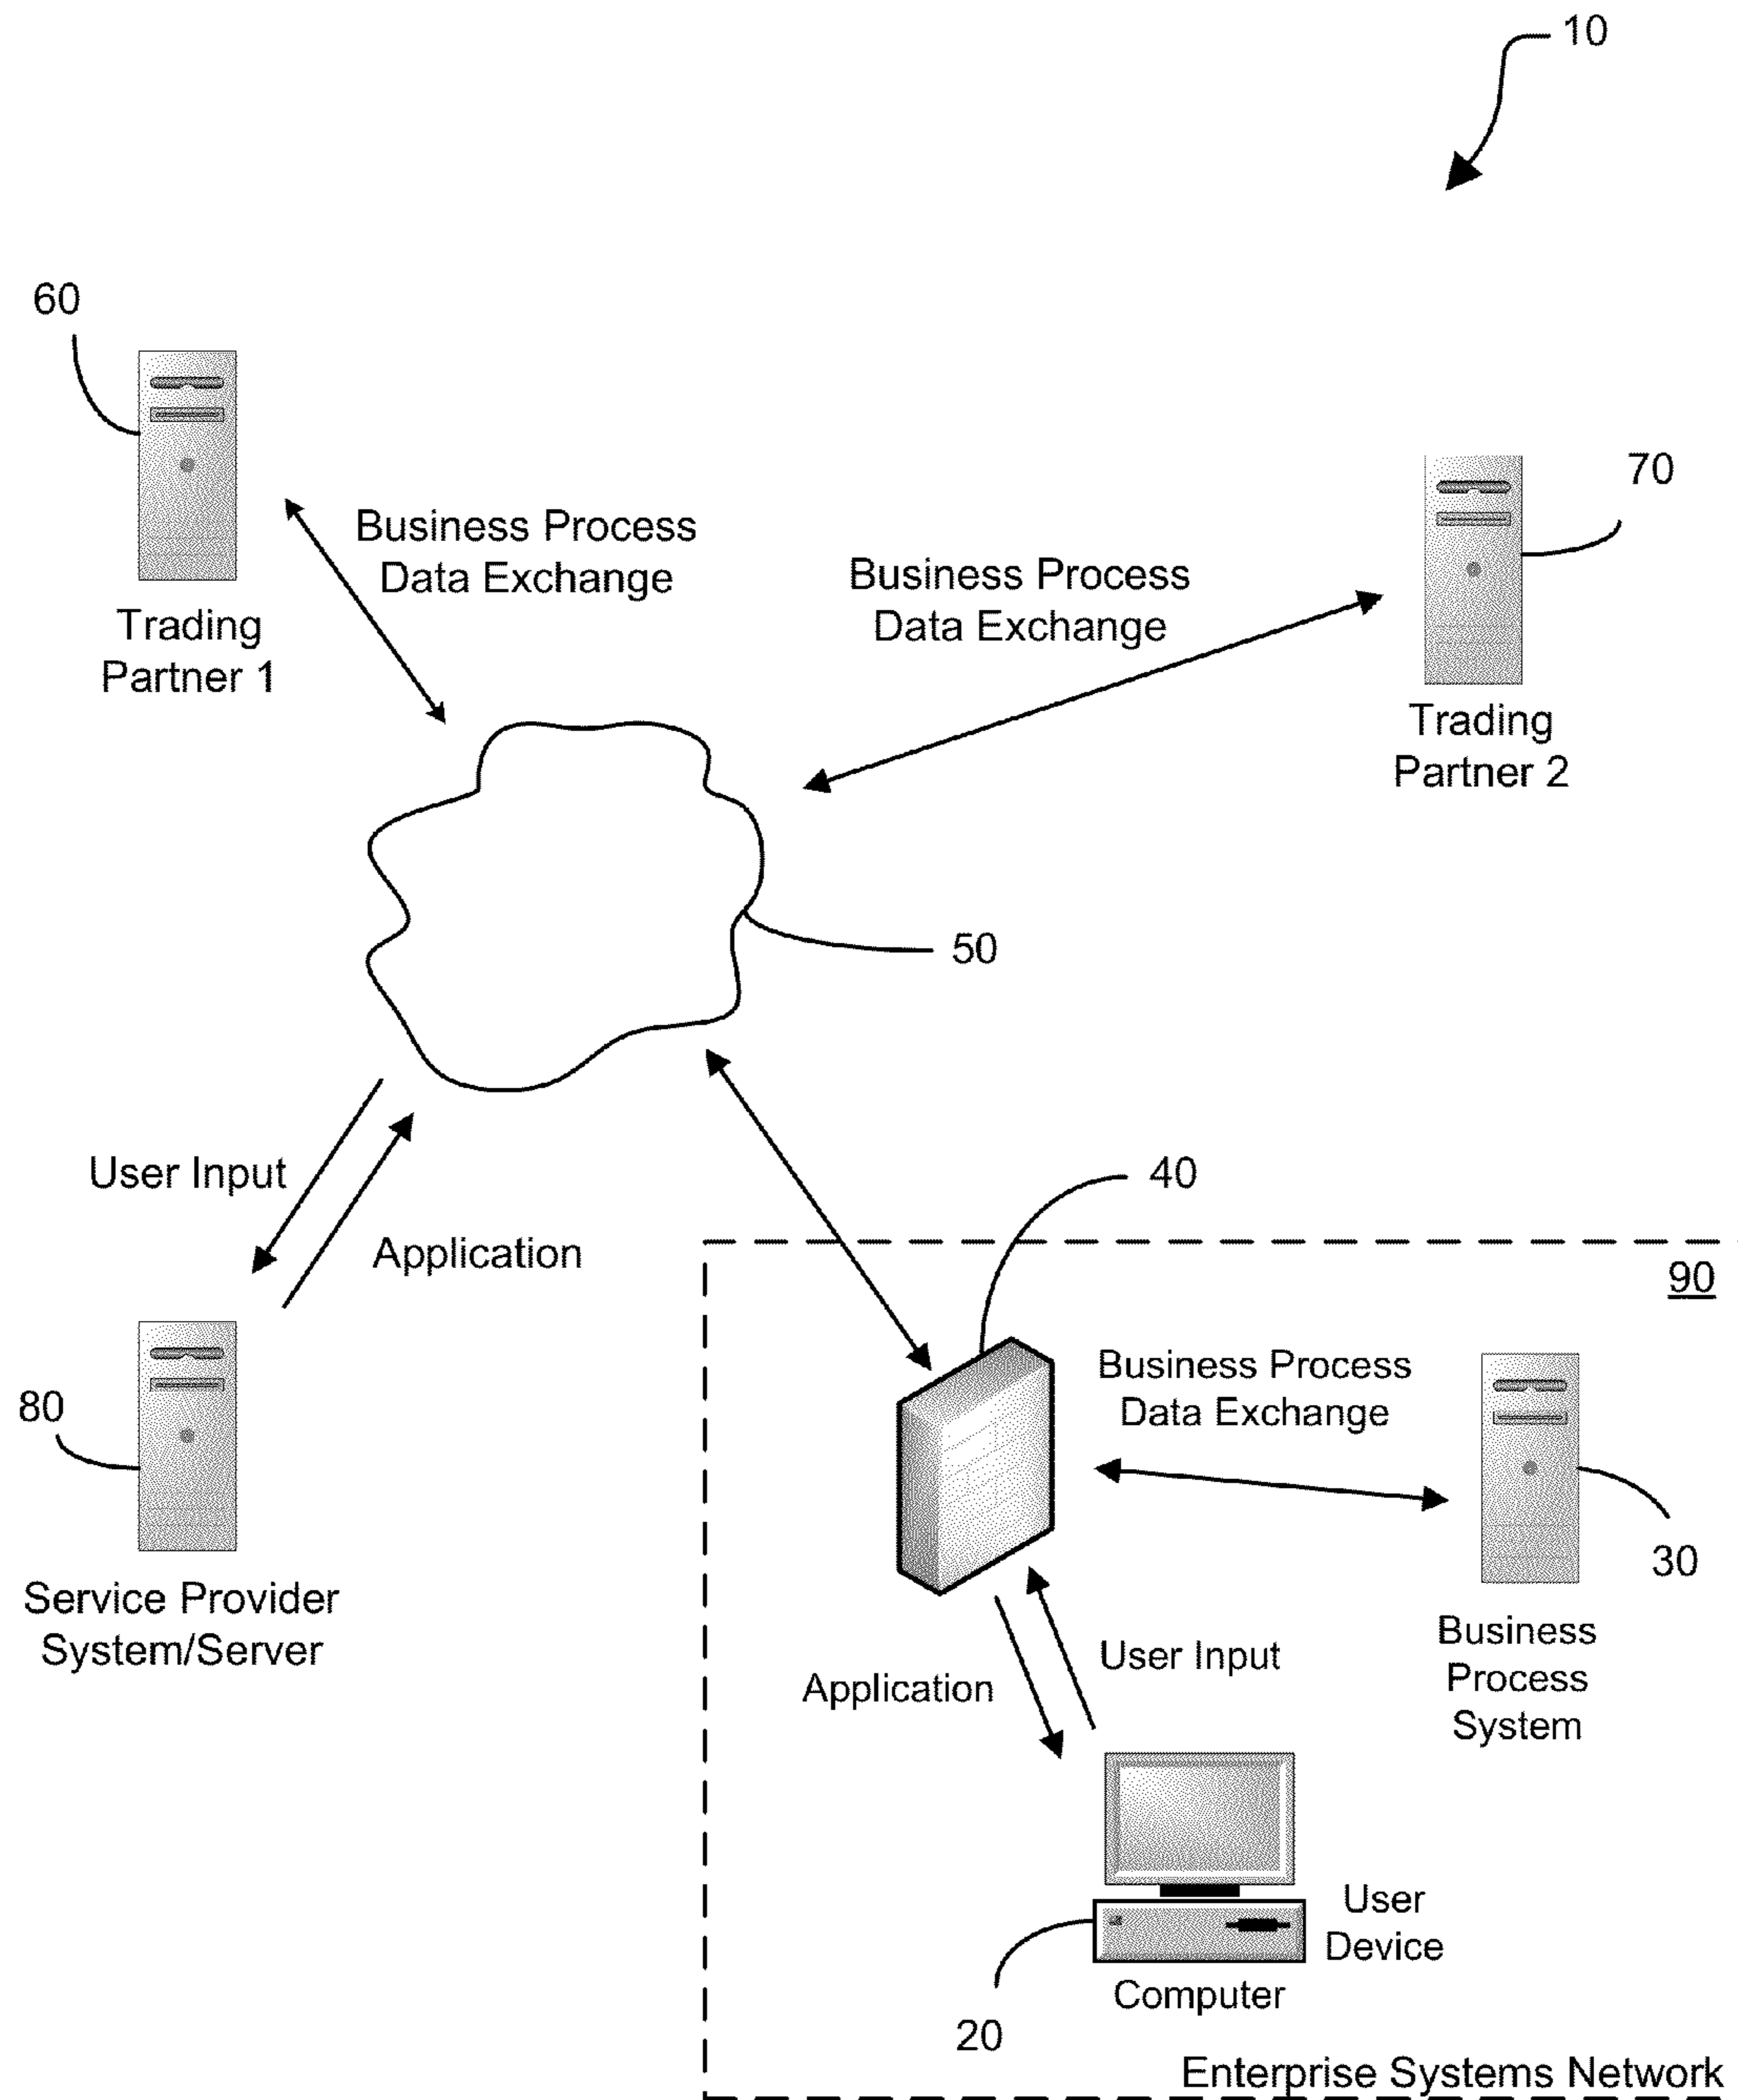 10
60
70
Business Process
Data Exchange
Business Process
Data Exchange
Trading
Partner 1
Trading
Partner 2
50
User Input
40
Application
90
Business Process
Data Exchange
80
30
Service Provider
System/Server
Business
Process
System
User Input
Application
User
Device
Computer
20
Enterprise Systems Network